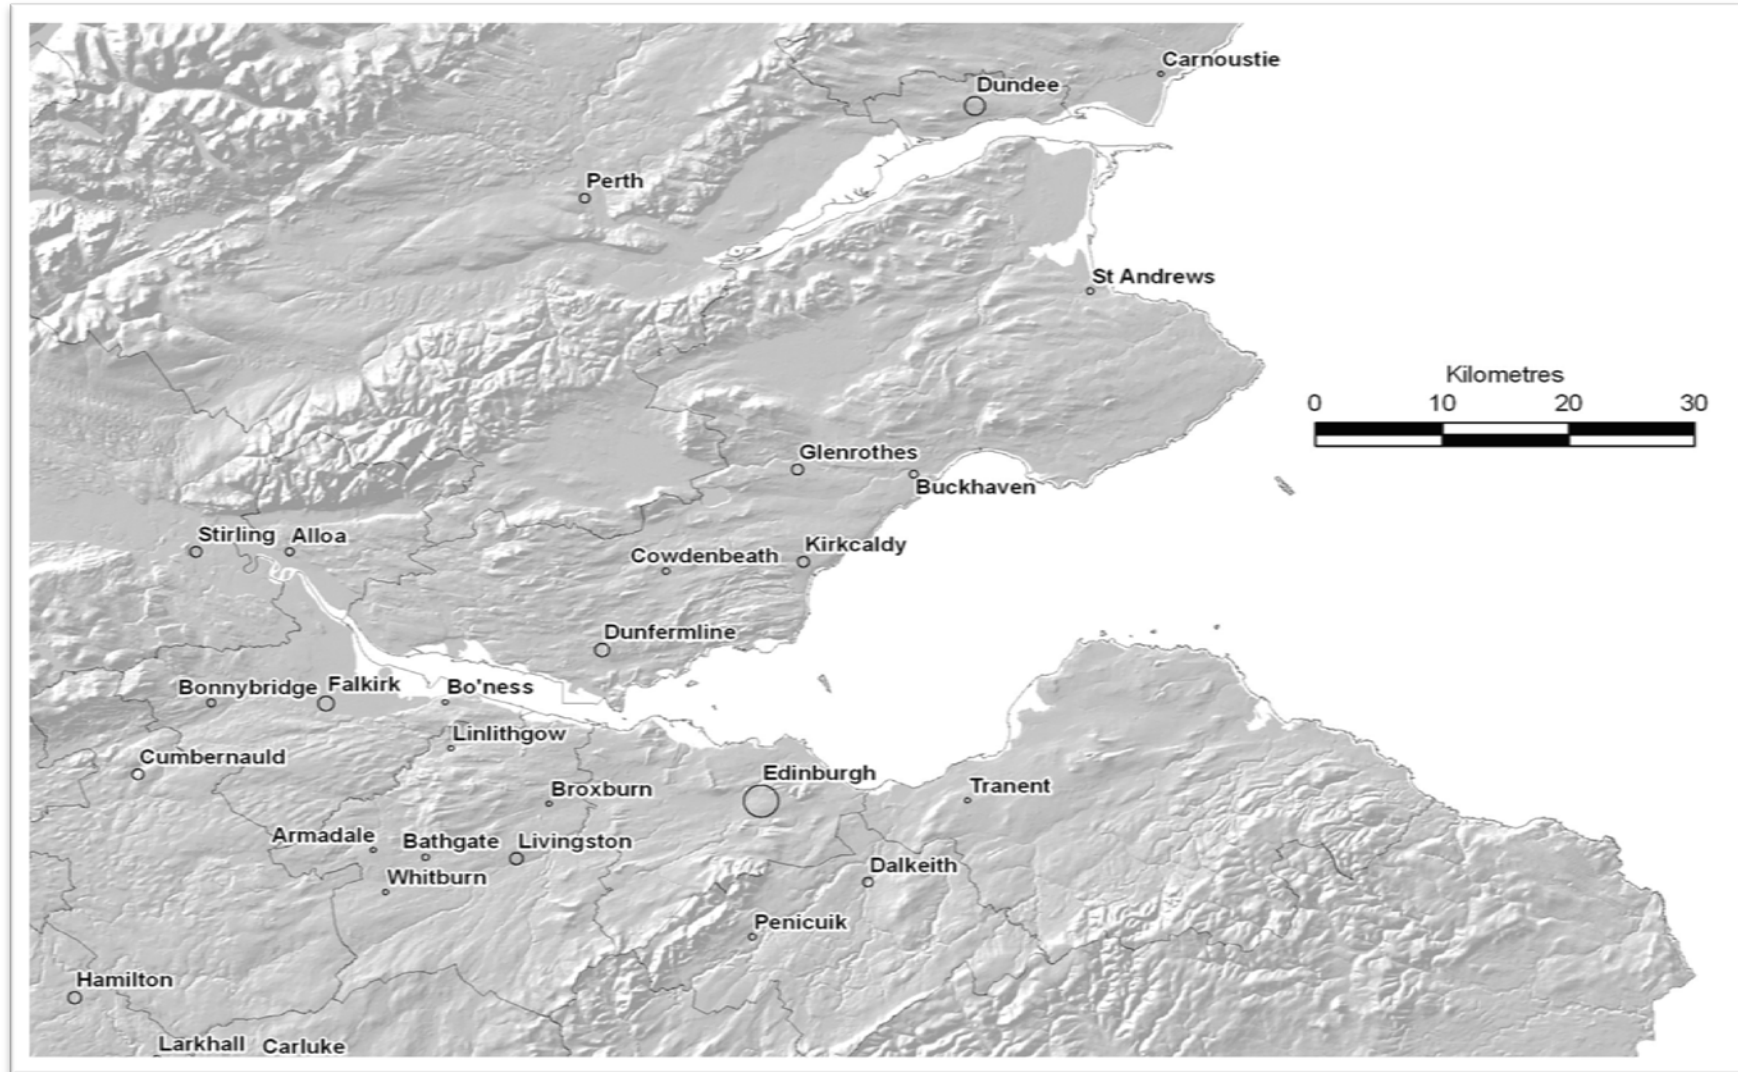 Carnoustie
Dundee
Perth
St Andrews
Kilometres
0 10 20 30
Glenrothes
Buckhaven
Stirling Alloa
Cowdenbeath
Kirkcaldy
Dunfermline
Bonnybridge
Falkirk
Bo'ness
Linlithgow
Cumbernauld
Broxburn
Edinburgh
Tranent
Armadale
Bathgate
Livingston
Whitburn
Dalkeith
Penicuik
Hamilton
Larkhall Carluke